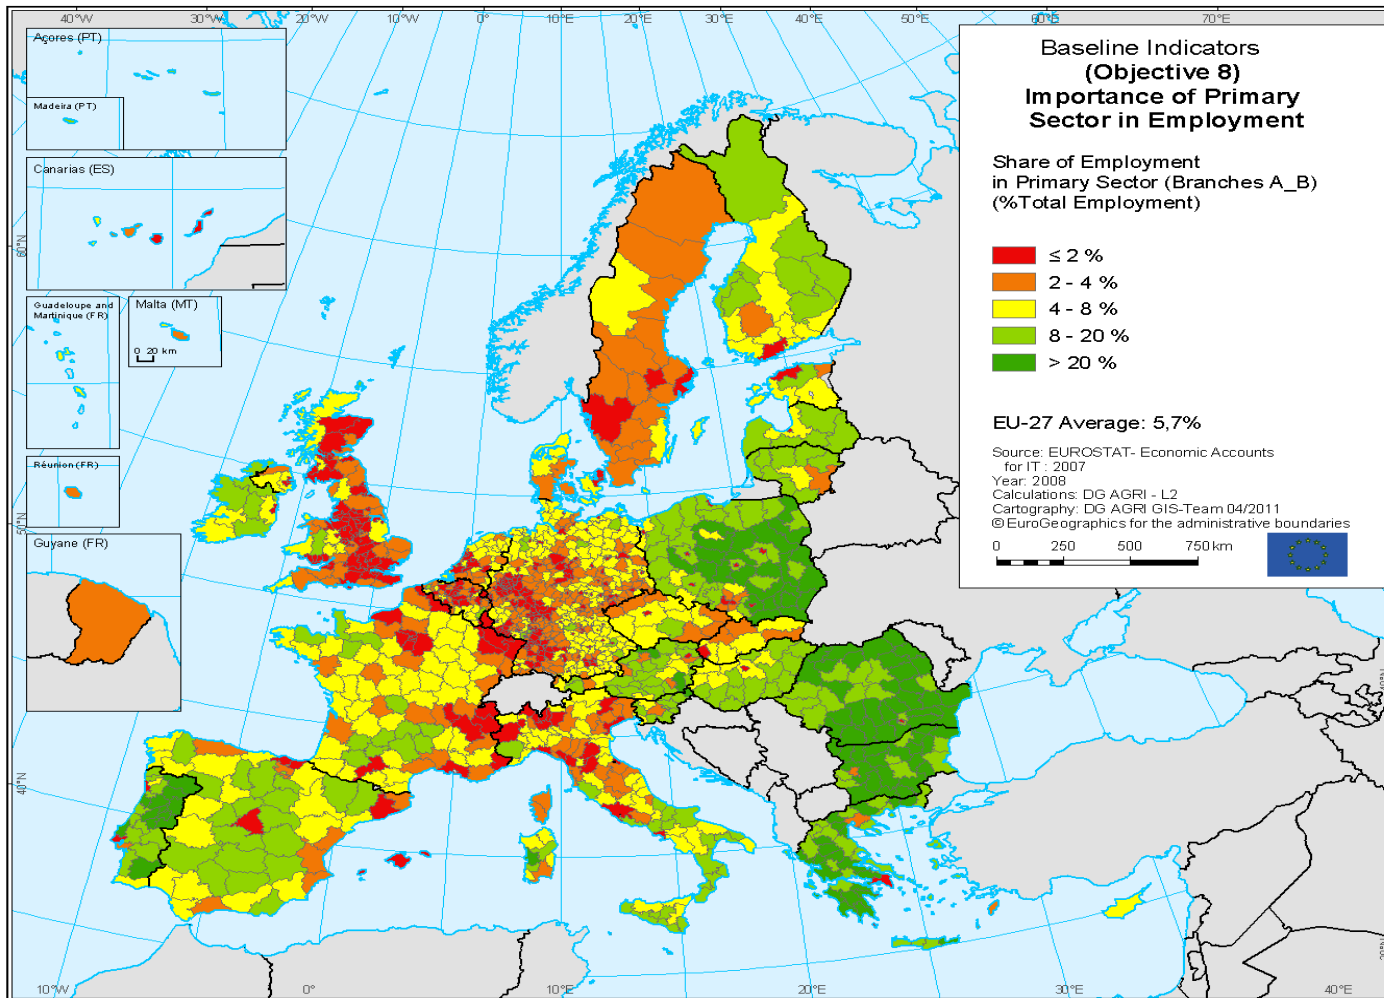 40°W
30°W
20°W
10°W
0°
10°E
20°E
30°E
40°E
50°E
60°E
70°E
Açores (PT)
Madeira (PT)
Canarias (ES)
Guadeloupe and
Martinique (FR)
Malta (MT)
0 20 km
Réunion (FR)
Guyane (FR)
60°N
50°N
40°N
Baseline Indicators
(Objective 8)
Importance of Primary
Sector in Employment
Share of Employment
in Primary Sector (Branches A_B)
(%Total Employment)
≤ 2 %
2 - 4 %
4 - 8 %
8 - 20 %
> 20 %
EU-27 Average: 5,7%
Source: EUROSTAT- Economic Accounts
for IT : 2007
Year: 2008
Calculations: DG AGRI - L2
Cartography: DG AGRI GIS-Team 04/2011
© EuroGeographics for the administrative boundaries
0 250 500 750 km
10°W
0°
10°E
20°E
30°E
40°E